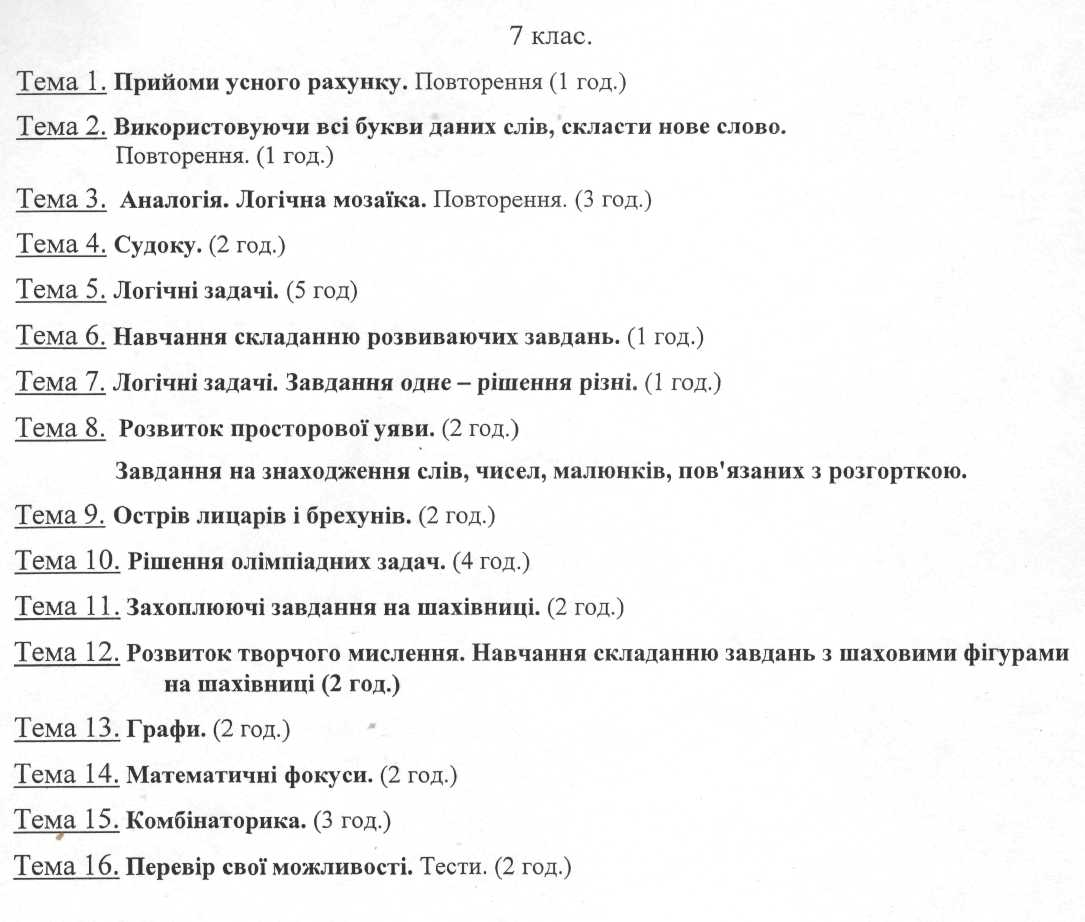 7 клас.
Тема 1. Прийоми усного рахунку. Повторення (1 год.)
Тема 2. Використовуючи всі букви даних слів, скласти нове слово.
Повторення. (1 год.)
Тема 3. Аналогія. Логічна мозаїка. Повторення. (3 год.)
Тема 4. Судоку. (2 год.)
Тема 5. Логічні задачі. (5 год)
Тема 6. Навчання складанню розвиваючих завдань. (1 год.)
Тема 7. Логічні задачі. Завдання одне – рішення різні. (1 год.)
Тема 8. Розвиток просторової уяви. (2 год.)
Завдання на знаходження слів, чисел, малюнків, пов'язаних з розгорткою.
Тема 9. Острів лицарів і брехунів. (2 год.)
Тема 10. Рішення олімпіадних задач. (4 год.)
Тема 11. Захоплюючі завдання на шахівниці. (2 год.)
Тема 12. Розвиток творчого мислення. Навчання складанню завдань з шаховими фігурами
на шахівниці (2 год.)
Тема 13. Графи. (2 год.)
Тема 14. Математичні фокуси. (2 год.)
Тема 15. Комбінаторика. (3 год.)
Тема 16. Перевір свої можливості. Тести. (2 год.)